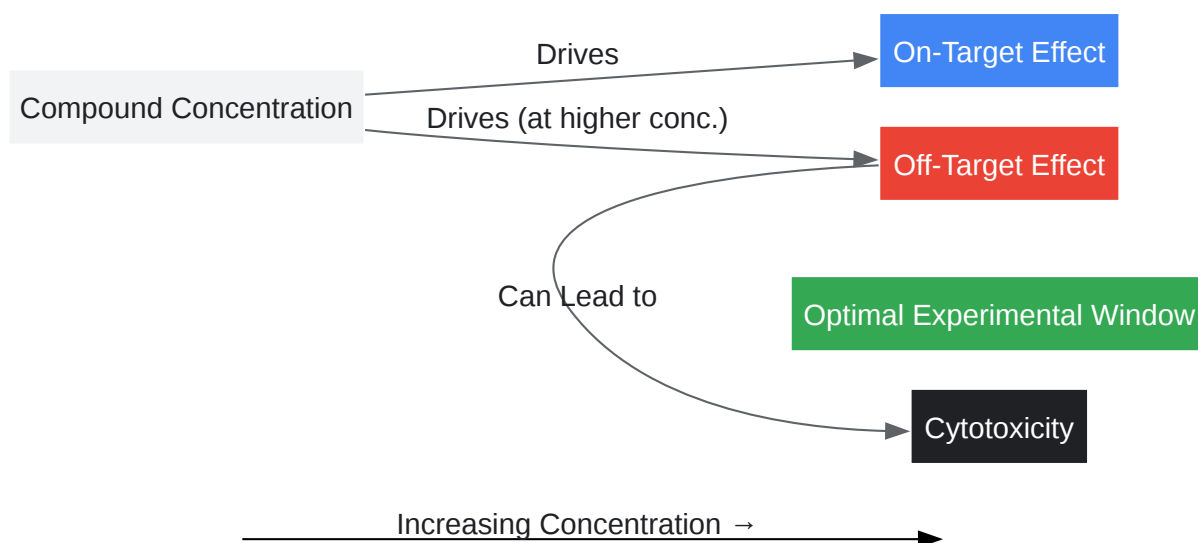 Drives
On-Target Effect
Compound Concentration
Drives (at higher conc.)
Off-Target Effect
Can Lead to
Optimal Experimental Window
Cytotoxicity
Increasing Concentration →